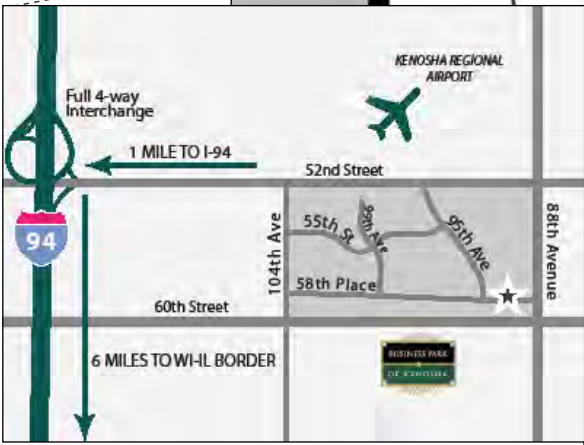 KENOSHA REGIONAL
AIRPORT
Full 4-way
Interchange
1 MILE TO I-94
52nd Street
94
104th Ave
55th St
99th Ave
95th Ave
88th Avenue
58th Place
60th Street
6 MILES TO WI-IL BORDER
BUSINESS PARK
OF KENOSHA